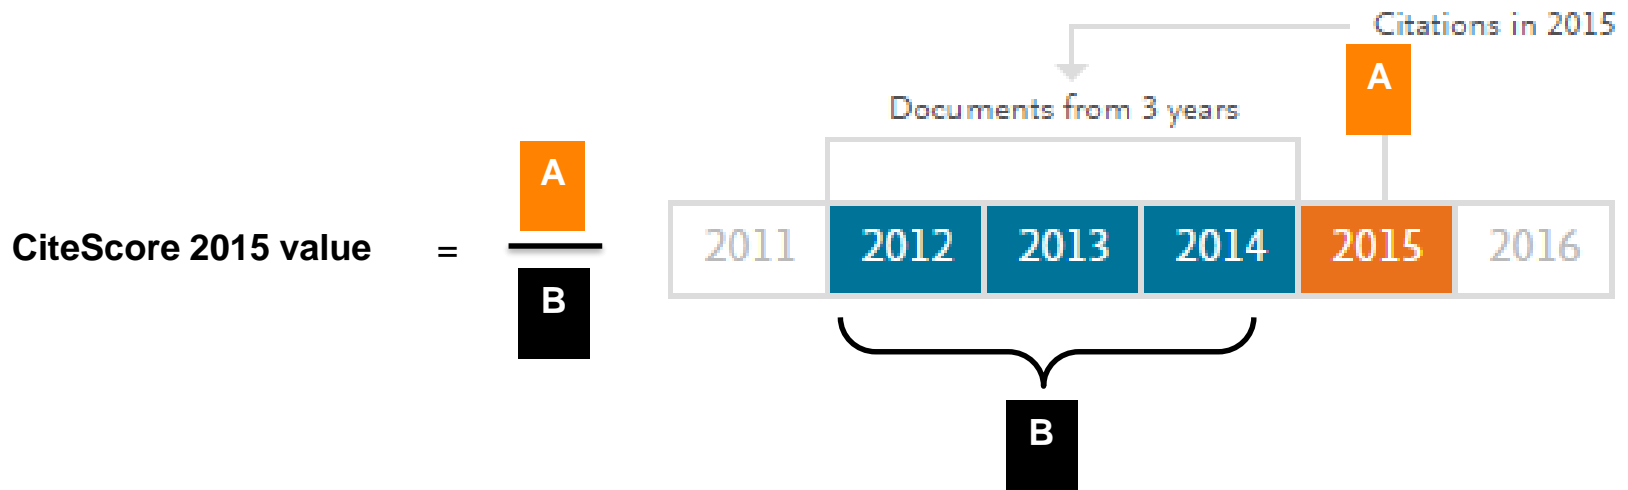 Citations in 2015
A
Documents from 3 years
A
CiteScore 2015 value =
B
2011 2012 2013 2014 2015 2016
B